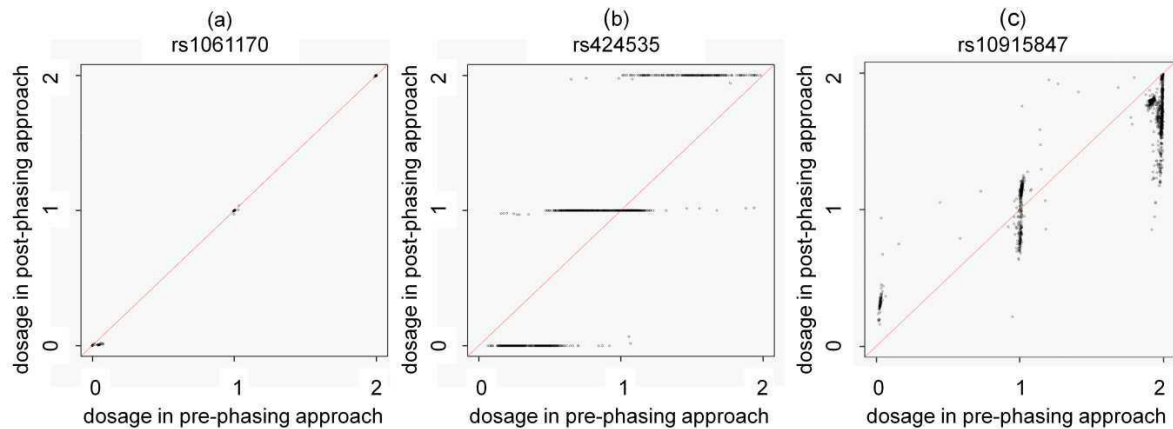 (a)
rs1061170
dosage in post-phasing approach
2
1
0
0 1 2
dosage in pre-phasing approach
(b)
rs424535
dosage in post-phasing approach
2
1
0
0 1 2
dosage in pre-phasing approach
(c)
rs10915847
dosage in post-phasing approach
2
1
0
0 1 2
dosage in pre-phasing approach